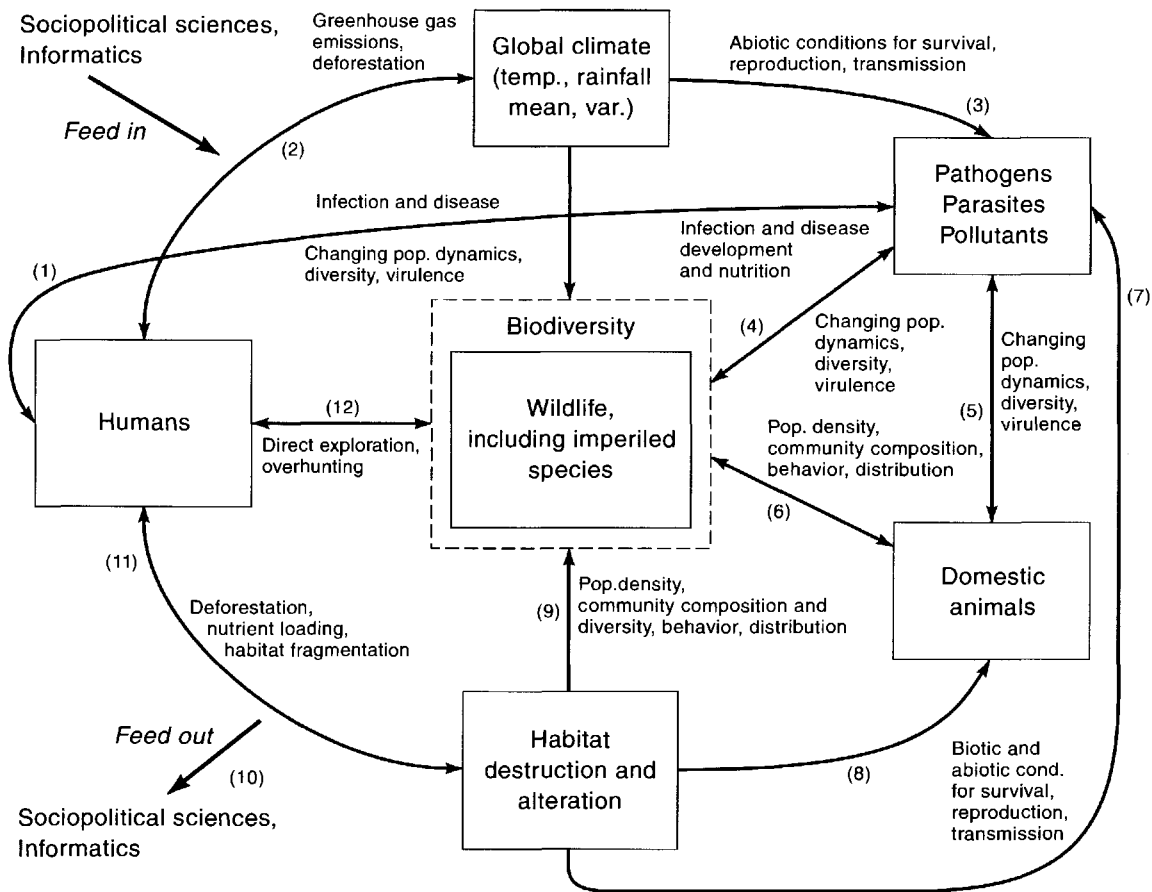 Sociopolitical sciences,
Informatics
Feed in
Greenhouse gas
emissions,
deforestation
(2)
Global climate
(temp., rainfall
mean, var.)
Abiotic conditions for survival,
reproduction, transmission
(3)
Pathogens
Parasites
Pollutants
Infection and disease
(1)
Changing pop. dynamics,
diversity, virulence
Infection and disease
development
and nutrition
(7)
Biodiversity
Wildlife,
including imperiled
species
(4)
Changing pop.
dynamics,
diversity,
virulence
Changing
pop.
dynamics,
diversity,
virulence
(5)
Humans
(12)
Direct exploration,
overhunting
Pop. density,
community composition,
behavior, distribution
(6)
Domestic
animals
(11)
Deforestation,
nutrient loading,
habitat fragmentation
(9)
Pop.density,
community composition and
diversity, behavior, distribution
Feed out
(10)
Sociopolitical sciences,
Informatics
Habitat
destruction and
alteration
(8)
Biotic and
abiotic cond.
for survival,
reproduction,
transmission